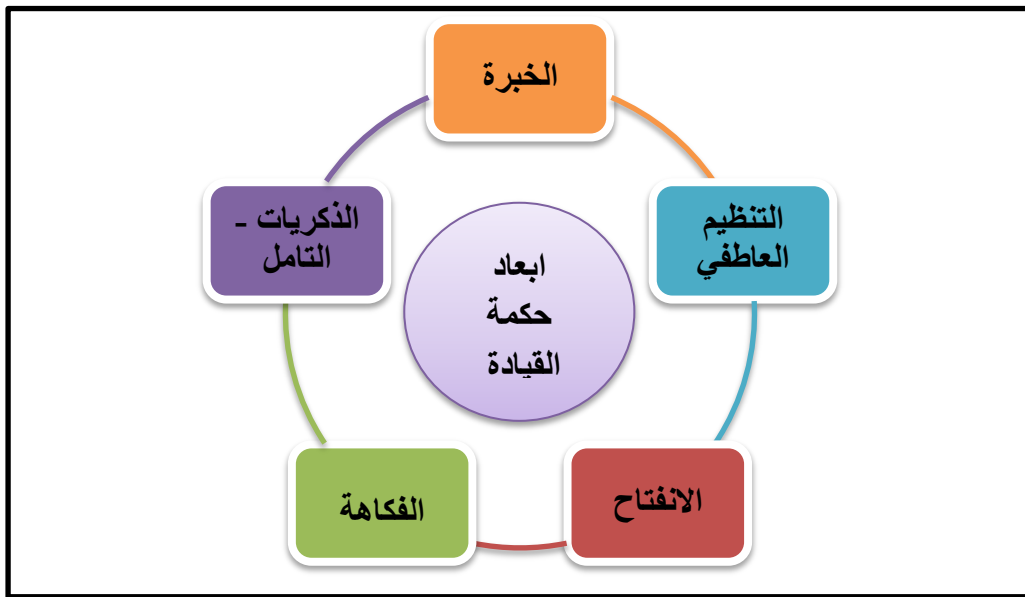 الخبرة
الذكريات -
التامل
التنظيم
العاطفي
ابعاد
حكمة
القيادة
الفكاهة
الانفتاح